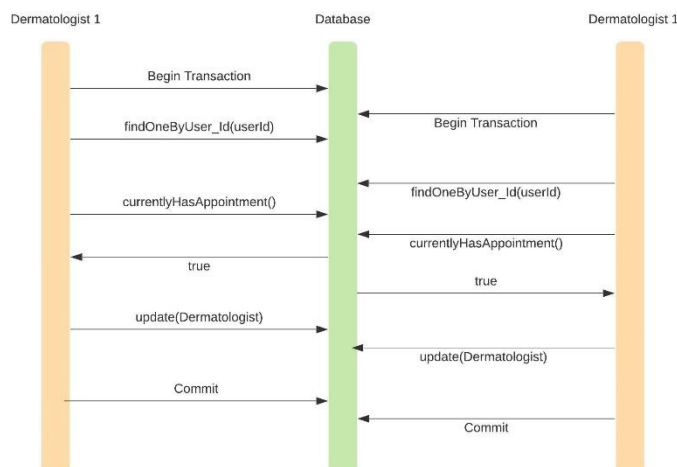 Dermatologist 1
Database
Dermatologist 1
Begin Transaction
Begin Transaction
findOneByUser_Id(userId)
findOneByUser_Id(userId)
currentlyHasAppointment()
currentlyHasAppointment()
true
true
update(Dermatologist)
update(Dermatologist)
Commit
Commit